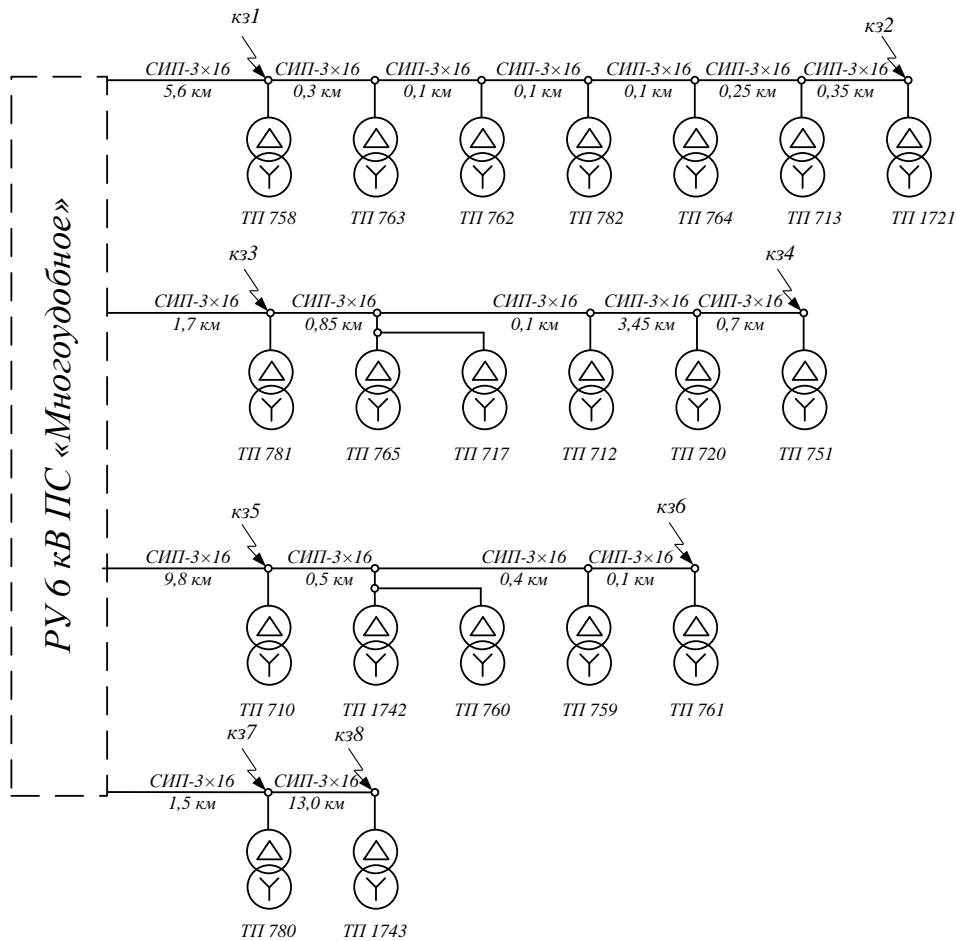 РУ 6 кВ ПС «Многоудобное»
кз1 кз2
СИП-3×16 СИП-3×16 СИП-3×16 СИП-3×16 СИП-3×16 СИП-3×16 СИП-3×16
5,6 км 0,3 км 0,1 км 0,1 км 0,1 км 0,25 км 0,35 км
ТП 758 ТП 763 ТП 762 ТП 782 ТП 764 ТП 713 ТП 1721
кз3 кз4
СИП-3×16 СИП-3×16 СИП-3×16 СИП-3×16 СИП-3×16
1,7 км 0,85 км 0,1 км 3,45 км 0,7 км
ТП 781 ТП 765 ТП 717 ТП 712 ТП 720 ТП 751
кз5 кз6
СИП-3×16 СИП-3×16 СИП-3×16 СИП-3×16
9,8 км 0,5 км 0,4 км 0,1 км
ТП 710 ТП 1742 ТП 760 ТП 759 ТП 761
кз7 кз8
СИП-3×16 СИП-3×16
1,5 км 13,0 км
ТП 780 ТП 1743